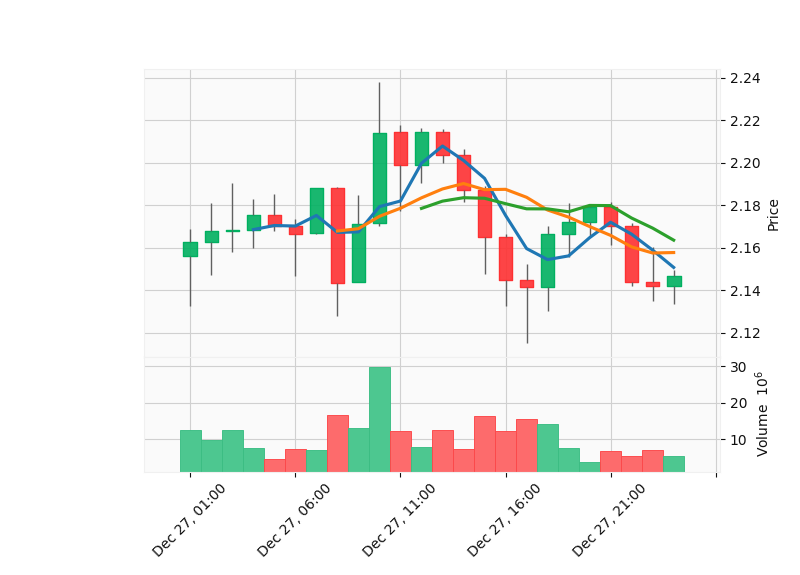 2.24
2.22
2.20
2.18
2.16
2.14
2.12
Price
30
20
10
Volume 10⁶
Dec 27, 01:00
Dec 27, 06:00
Dec 27, 11:00
Dec 27, 16:00
Dec 27, 21:00